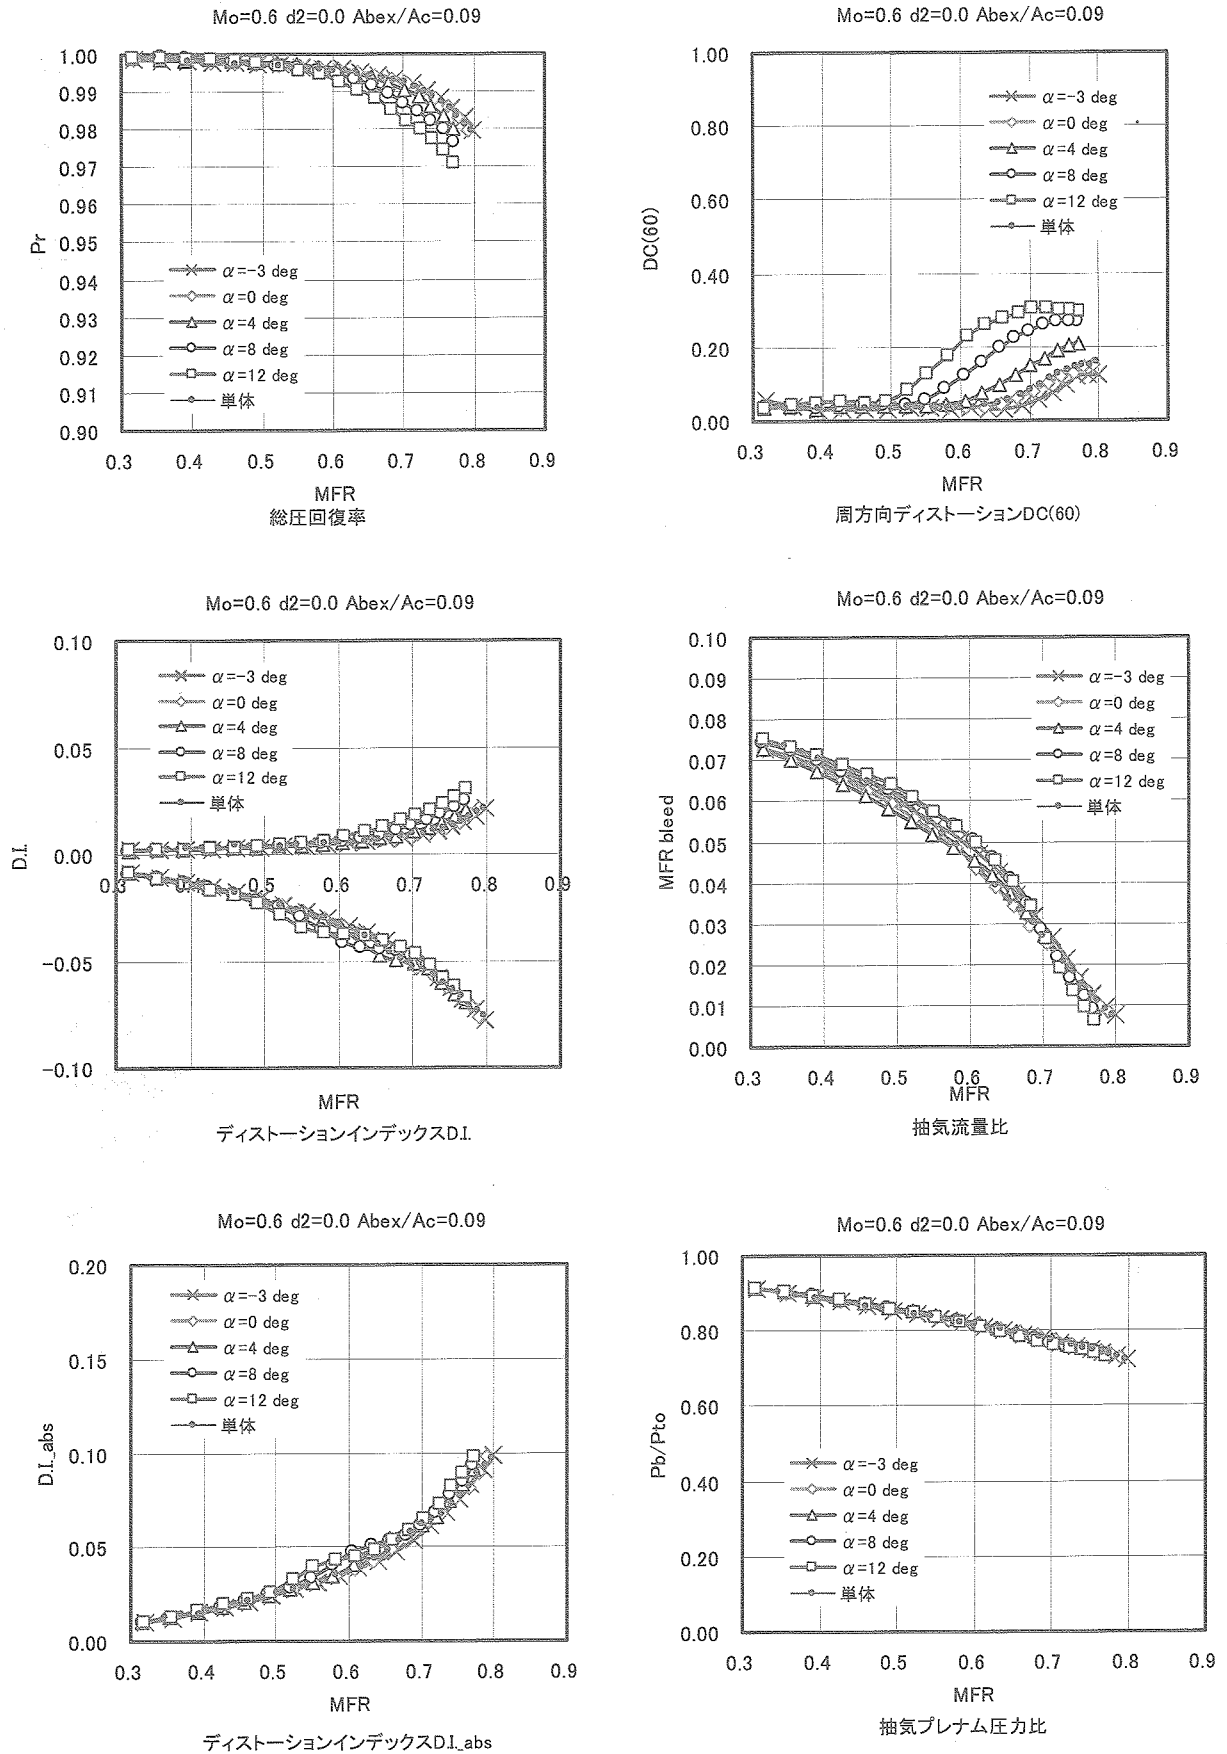 Mo=0.6 d2=0.0 Abex/Ac=0.09
Pr
1.00
0.99
0.98
0.97
0.96
0.95
0.94
0.93
0.92
0.91
0.90
α=-3 deg
α=0 deg
α=4 deg
α=8 deg
α=12 deg
単体
0.3 0.4 0.5 0.6 0.7 0.8 0.9
MFR
総圧回復率
Mo=0.6 d2=0.0 Abex/Ac=0.09
DC(60)
1.00
0.80
0.60
0.40
0.20
0.00
α=-3 deg
α=0 deg
α=4 deg
α=8 deg
α=12 deg
単体
0.3 0.4 0.5 0.6 0.7 0.8 0.9
MFR
周方向ディストーションDC(60)
Mo=0.6 d2=0.0 Abex/Ac=0.09
D.I.
0.10
0.05
0.00
-0.05
-0.10
α=-3 deg
α=0 deg
α=4 deg
α=8 deg
α=12 deg
単体
0.3 0.4 0.5 0.6 0.7 0.8 0.9
MFR
ディストーションインデックスD.I.
Mo=0.6 d2=0.0 Abex/Ac=0.09
MFR bleed
0.10
0.09
0.08
0.07
0.06
0.05
0.04
0.03
0.02
0.01
0.00
α=-3 deg
α=0 deg
α=4 deg
α=8 deg
α=12 deg
単体
0.3 0.4 0.5 0.6 0.7 0.8 0.9
MFR
抽気流量比
Mo=0.6 d2=0.0 Abex/Ac=0.09
D.I._abs
0.20
0.15
0.10
0.05
0.00
α=-3 deg
α=0 deg
α=4 deg
α=8 deg
α=12 deg
単体
0.3 0.4 0.5 0.6 0.7 0.8 0.9
MFR
ディストーションインデックスD.I._abs
Mo=0.6 d2=0.0 Abex/Ac=0.09
Pb/Pto
1.00
0.80
0.60
0.40
0.20
0.00
α=-3 deg
α=0 deg
α=4 deg
α=8 deg
α=12 deg
単体
0.3 0.4 0.5 0.6 0.7 0.8 0.9
MFR
抽気プレナム圧力比